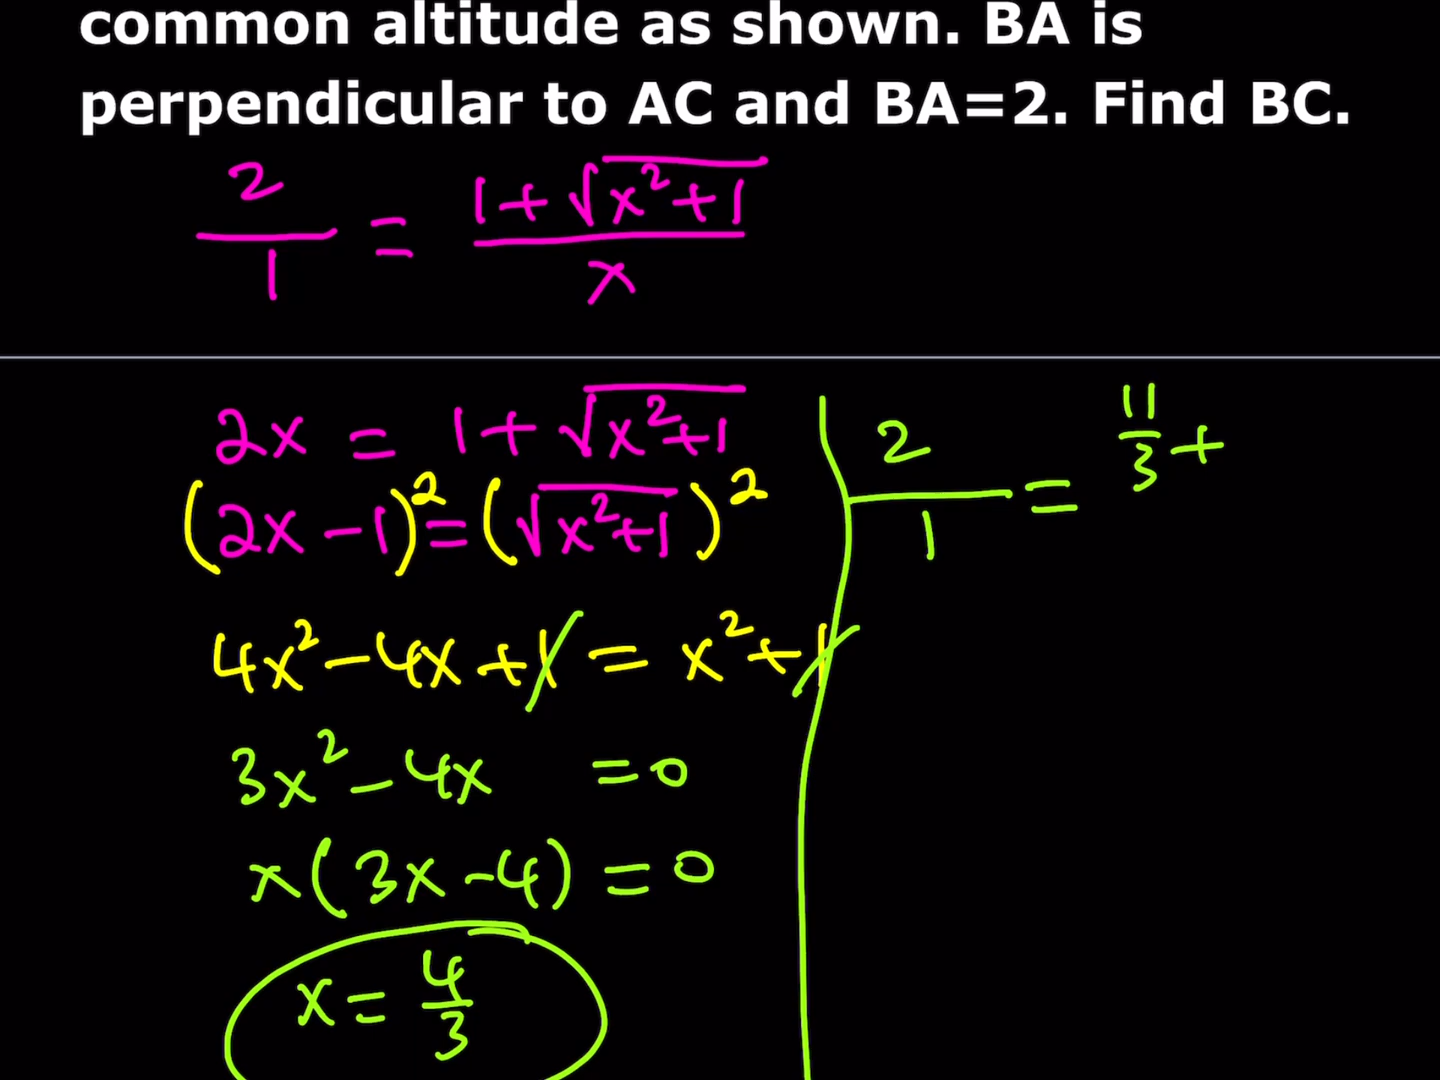 common altitude as shown. BA is
perpendicular to AC and BA=2. Find BC.
2/1 = (1+√(x²+1))/x
2x = 1+√(x²+1)
(2x-1)² = (√(x²+1))²
4x²-4x+1 = x²+1
3x²-4x =0
x(3x-4)=0
x = 4/3
2/1 = 11/3 +